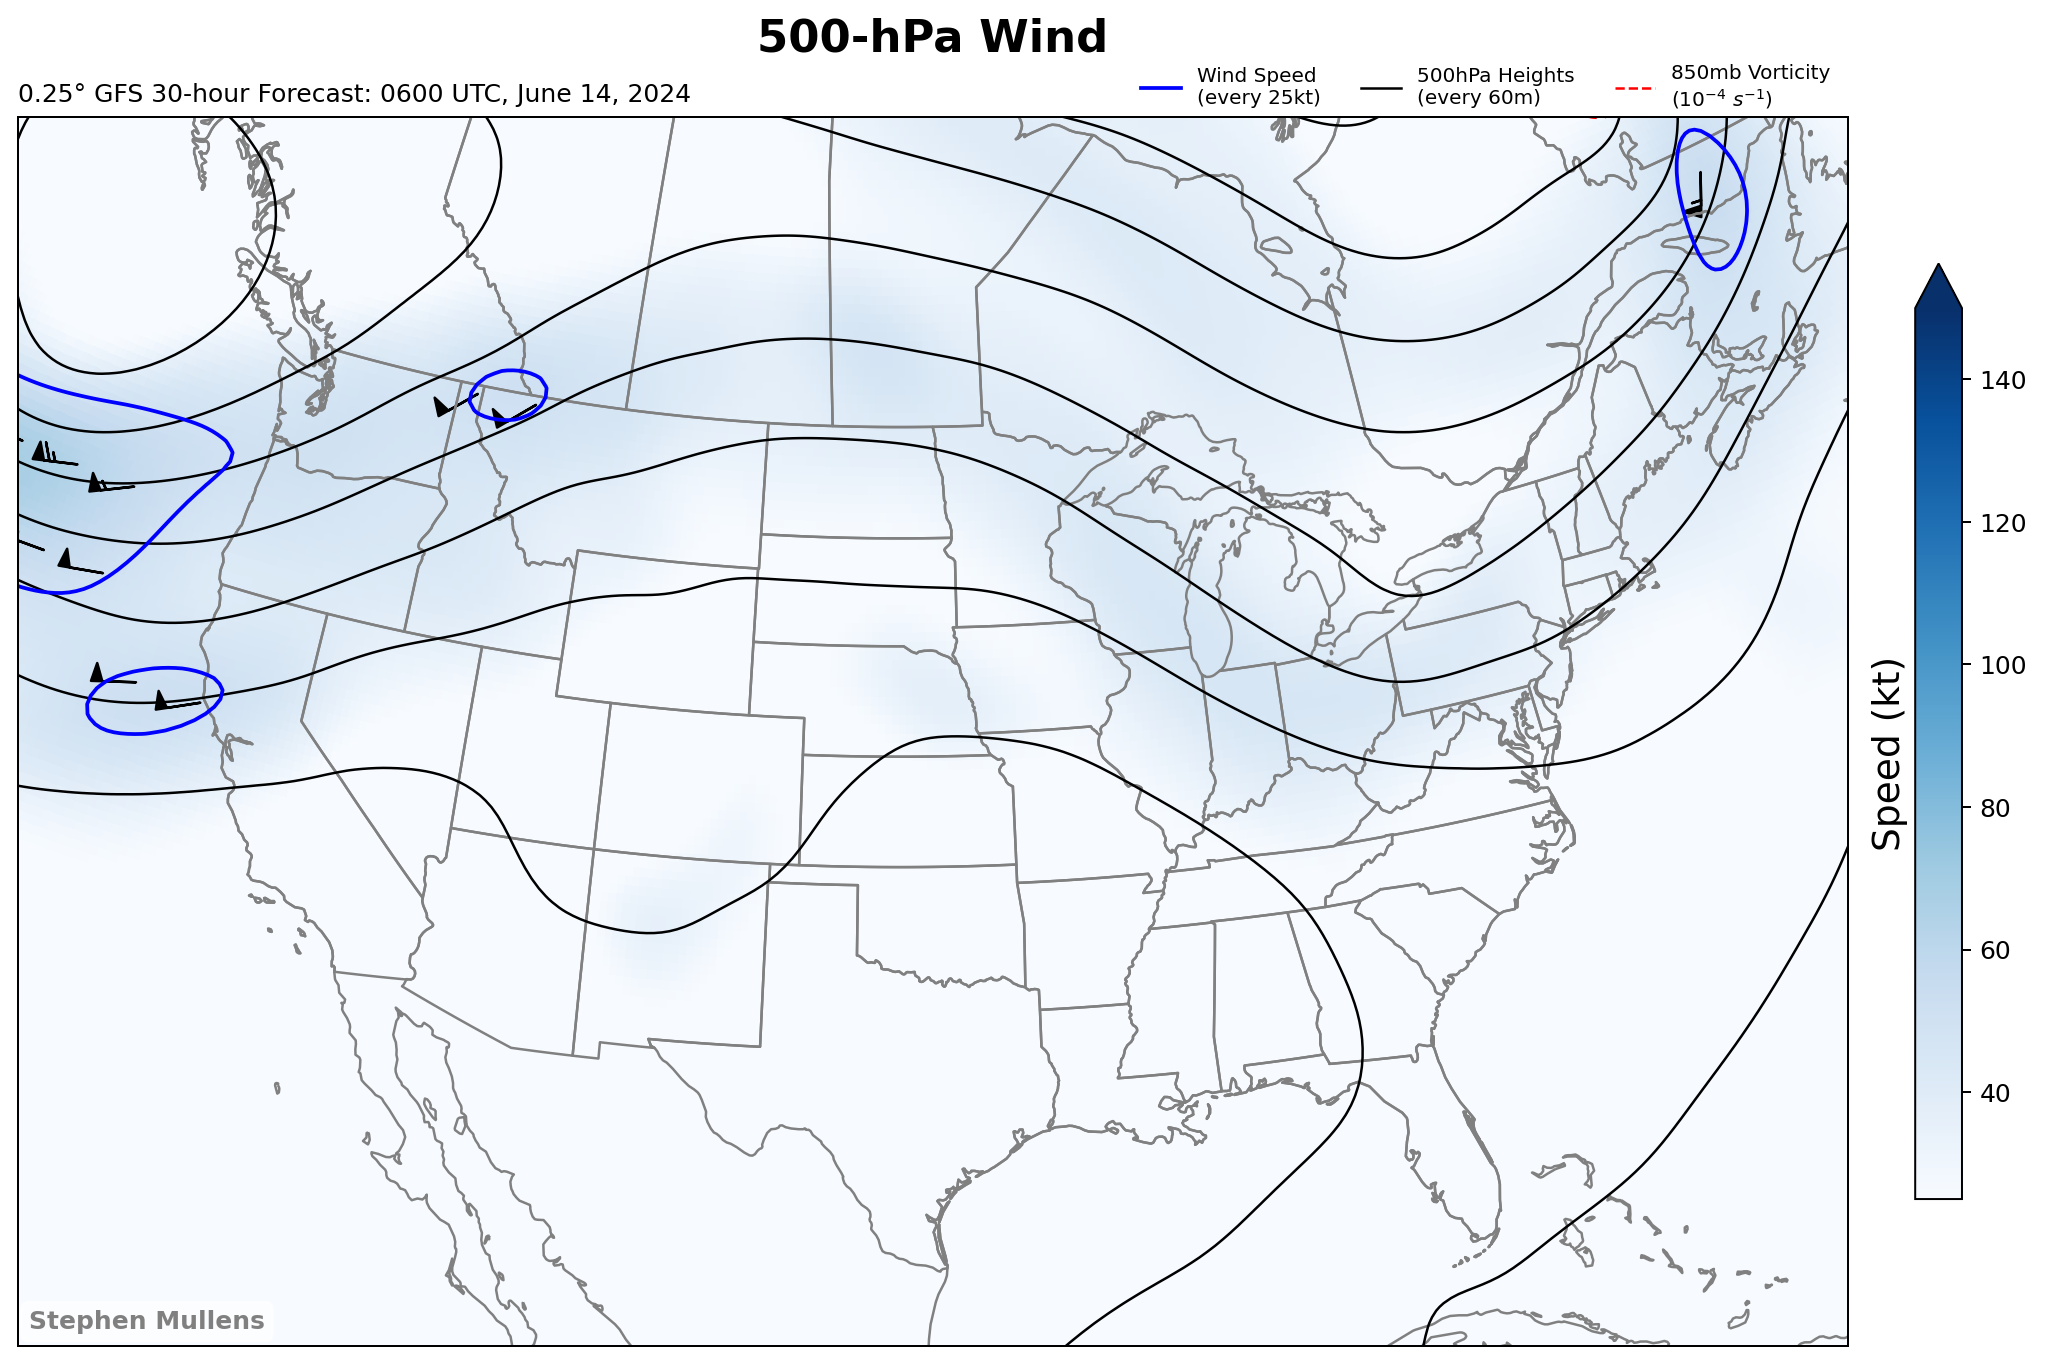 500-hPa Wind
0.25° GFS 30-hour Forecast: 0600 UTC, June 14, 2024
Wind Speed
(every 25kt)
500hPa Heights
(every 60m)
850mb Vorticity
(10⁻⁴ s⁻¹)
140
120
100
80
60
40
Speed (kt)
Stephen Mullens